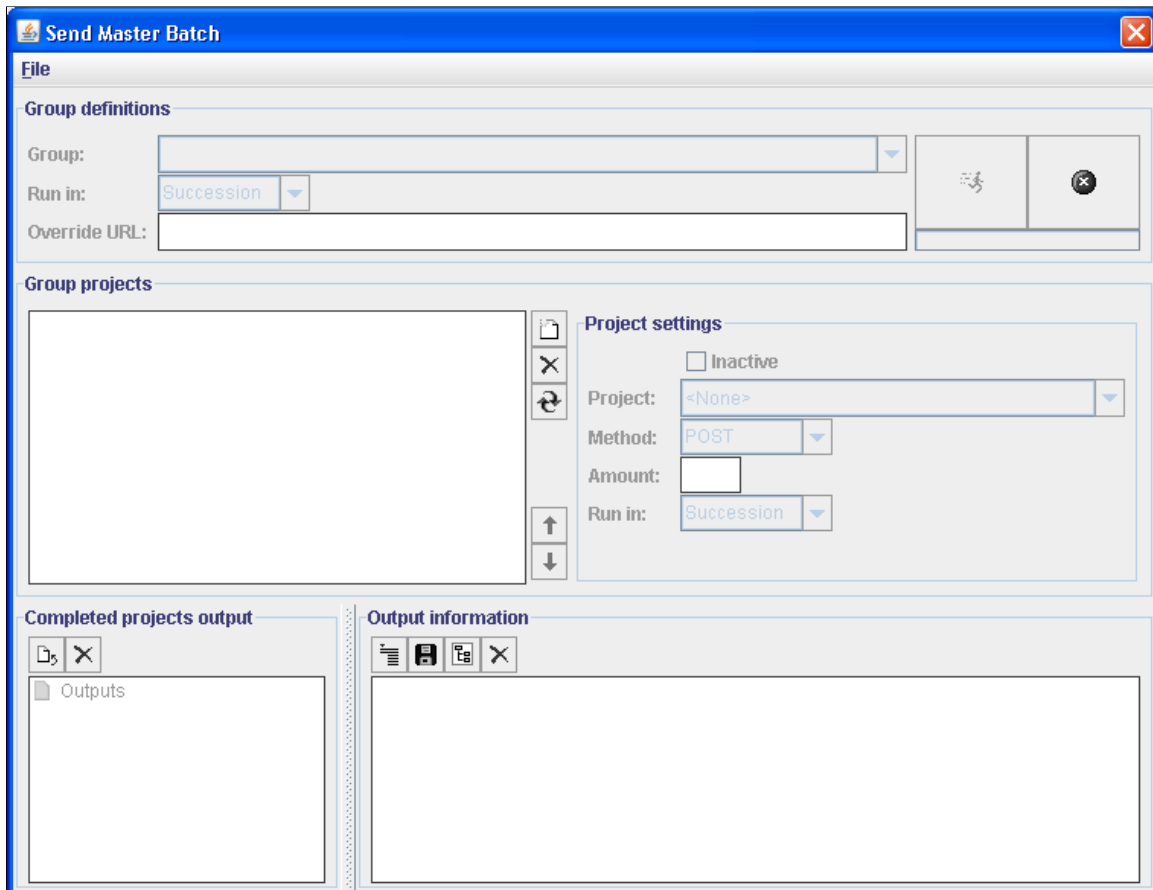 Send Master Batch
File
Group definitions
Group:
Run in: Succession
Override URL:
Group projects
Project settings
Inactive
Project: <None>
Method: POST
Amount:
Run in: Succession
Completed projects output
Outputs
Output information